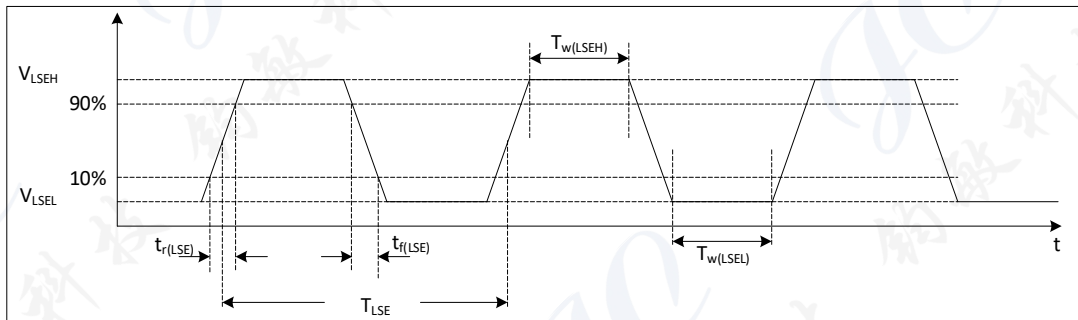 T_w(LSEH)
V_LSEH
90%
10%
V_LSEL
t_r(LSE)
t_f(LSE)
T_w(LSEL)
t
T_LSE